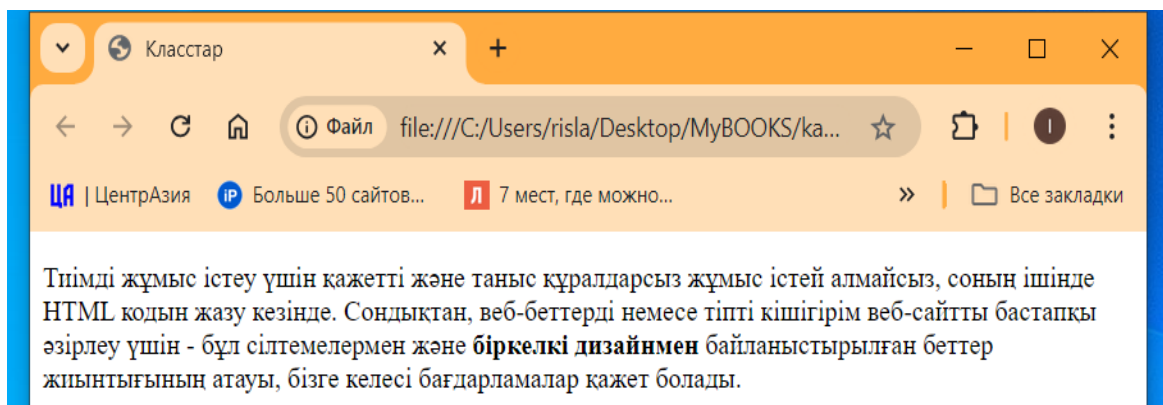 Класстар
Файл file:///C:/Users/risla/Desktop/MyBOOKS/ka...
I
ЦА | ЦентрАзия iP Больше 50 сайтов... Л 7 мест, где можно... » Все закладки
Тиімді жұмыс істеу үшін қажетті және таныс құралдарсыз жұмыс істей алмайсыз, соның ішінде
HTML кодын жазу кезінде. Сондықтан, веб-беттерді немесе тіпті кішігірім веб-сайтты бастапқы
әзірлеу үшін - бұл сілтемелермен және біркелкі дизайнмен байланыстырылған беттер
жиынтығының атауы, бізге келесі бағдарламалар қажет болады.